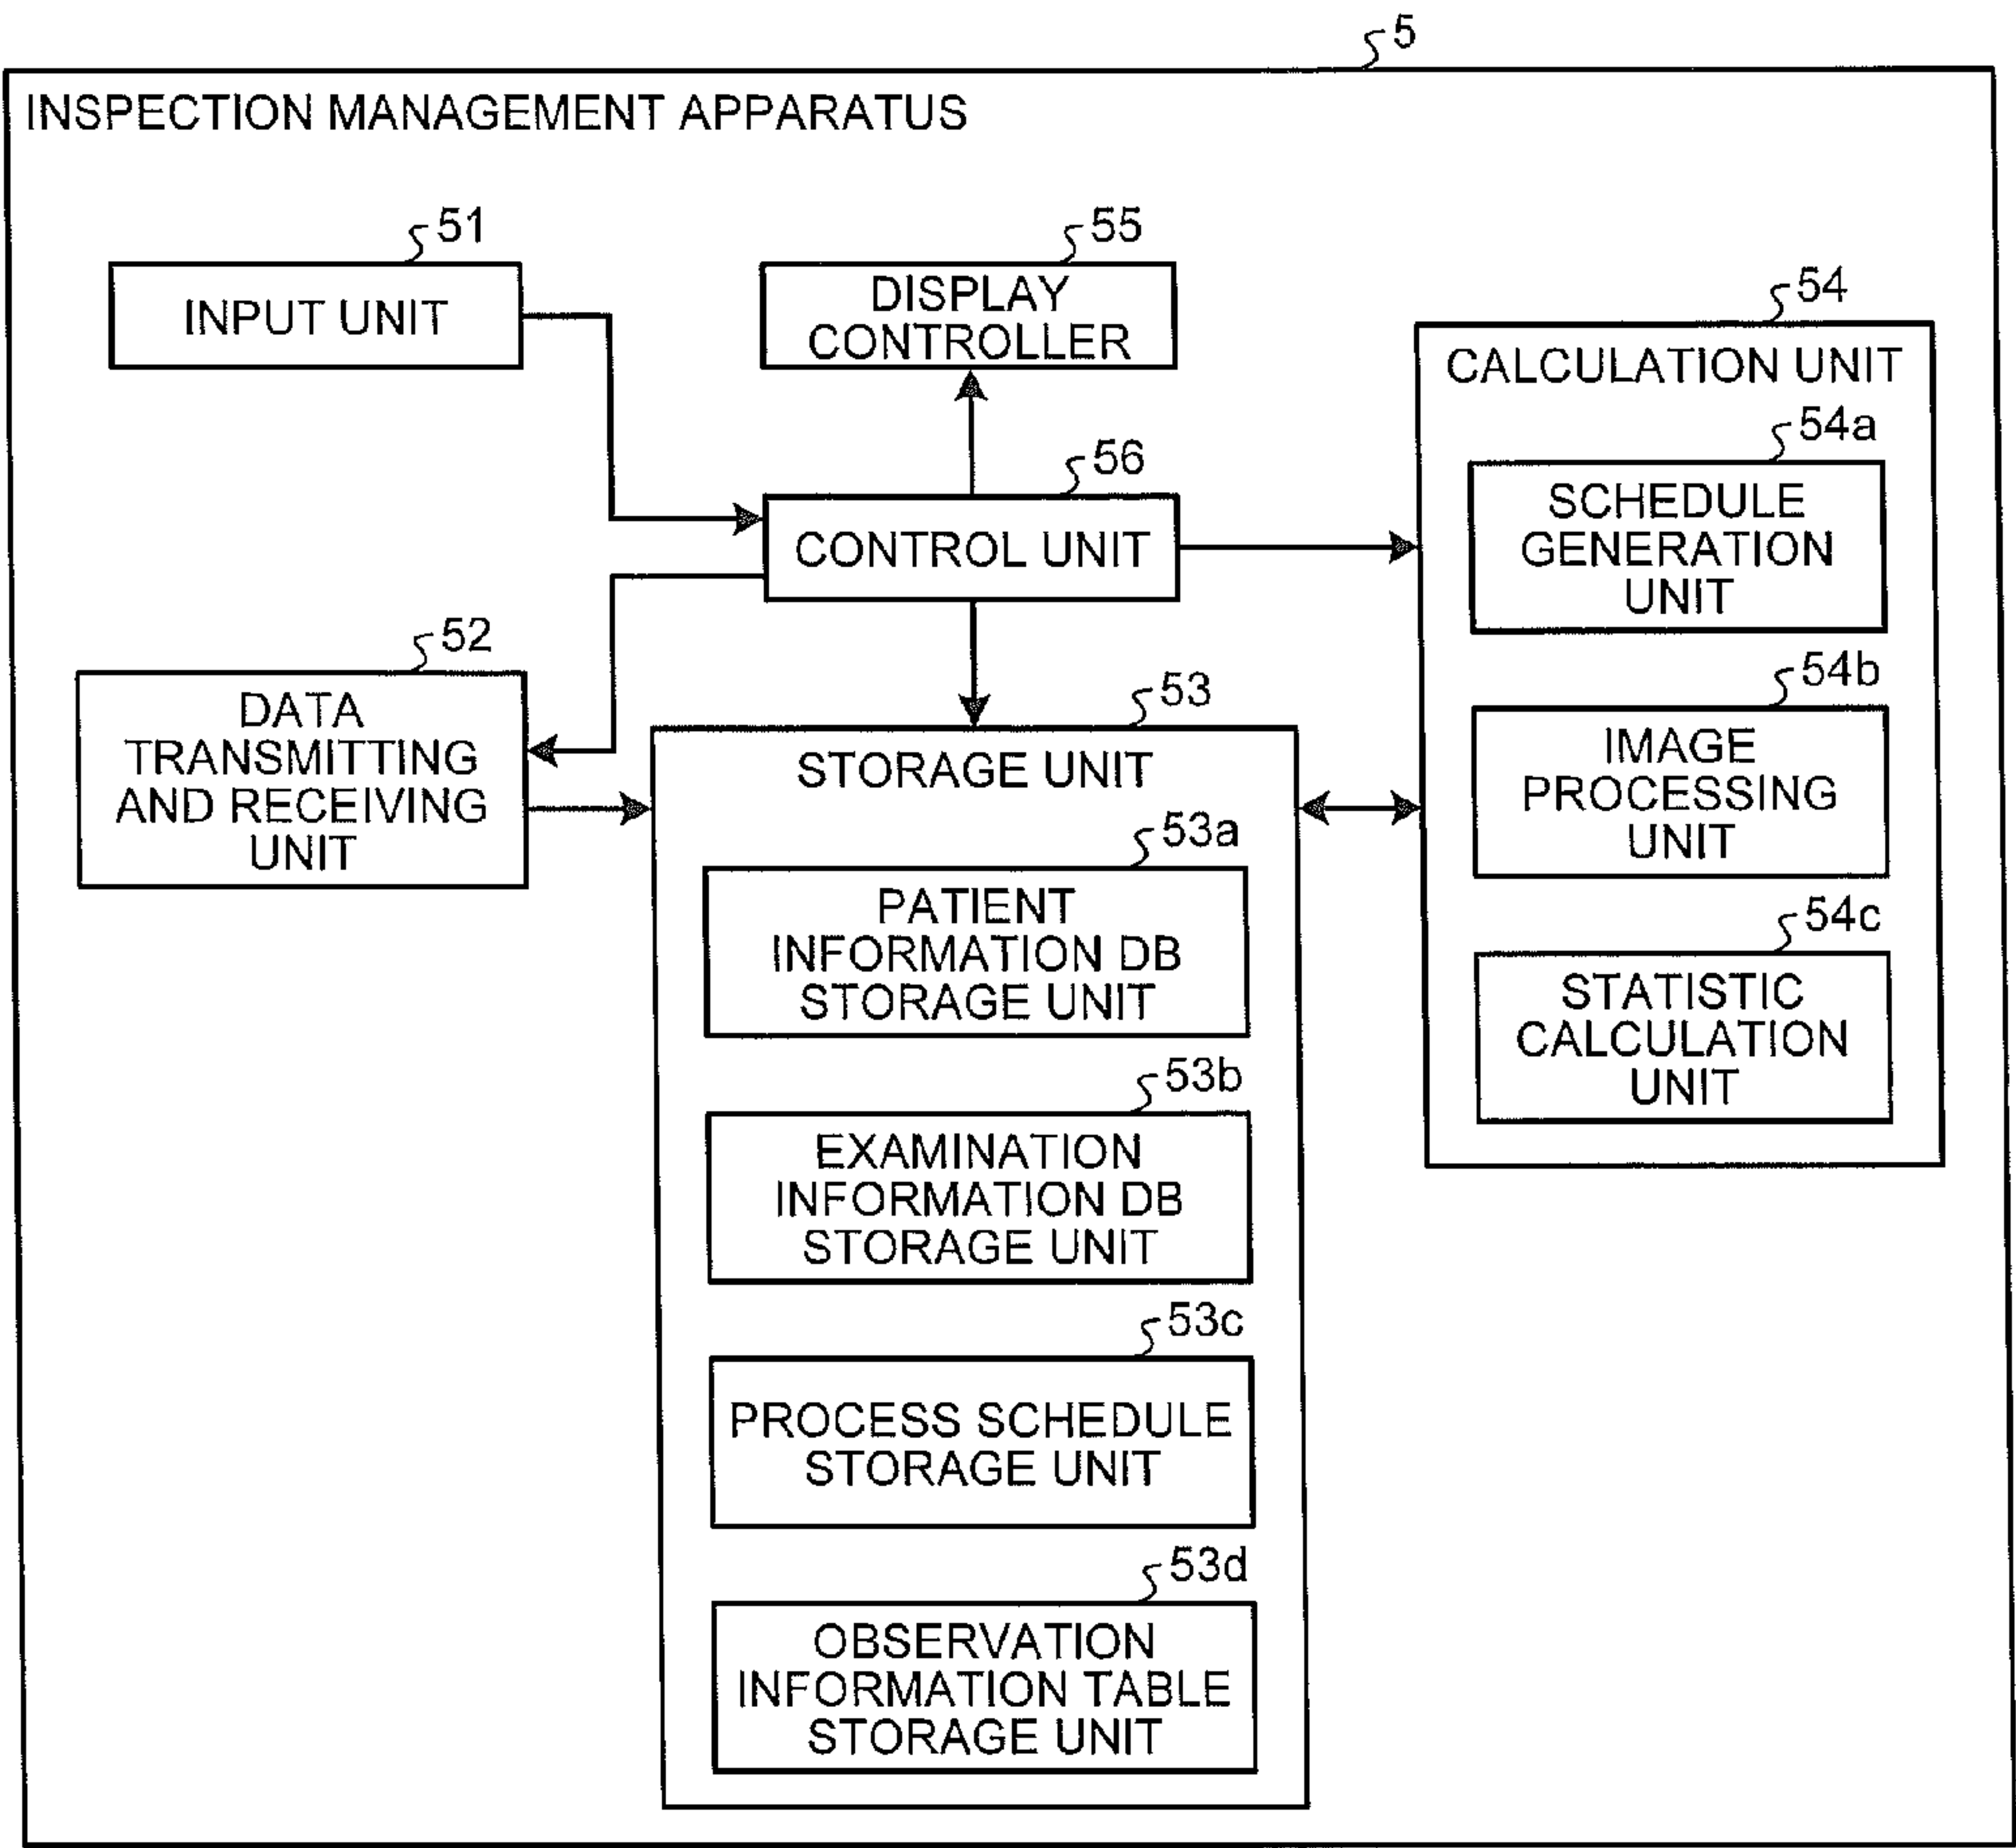 5
INSPECTION MANAGEMENT APPARATUS
51
INPUT UNIT
55
DISPLAY
CONTROLLER
56
CONTROL UNIT
52
DATA
TRANSMITTING
AND RECEIVING
UNIT
53
STORAGE UNIT
53a
PATIENT
INFORMATION DB
STORAGE UNIT
53b
EXAMINATION
INFORMATION DB
STORAGE UNIT
53c
PROCESS SCHEDULE
STORAGE UNIT
53d
OBSERVATION
INFORMATION TABLE
STORAGE UNIT
54
CALCULATION UNIT
54a
SCHEDULE
GENERATION
UNIT
54b
IMAGE
PROCESSING
UNIT
54c
STATISTIC
CALCULATION
UNIT